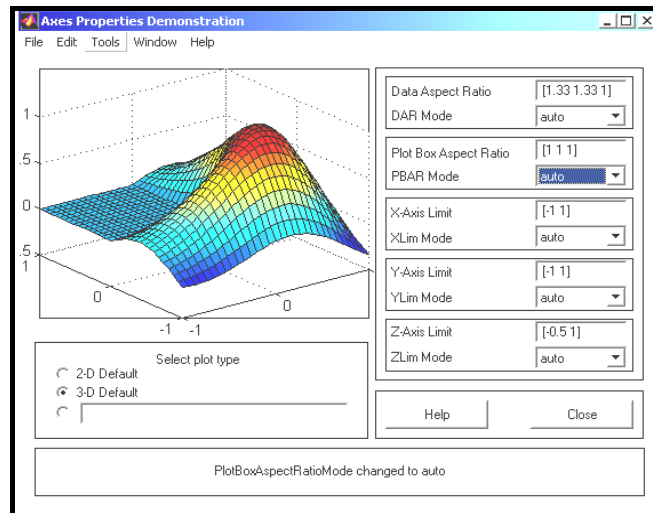 Axes Properties Demonstration
File Edit Tools Window Help
1
.5
0
.5
1
0
-1
-1
0
1
Data Aspect Ratio [1.33 1.33 1]
DAR Mode auto
Plot Box Aspect Ratio [1 1 1]
PBAR Mode auto
X-Axis Limit [-1 1]
XLim Mode auto
Y-Axis Limit [-1 1]
YLim Mode auto
Z-Axis Limit [-0.5 1]
ZLim Mode auto
Select plot type
2-D Default
3-D Default
Help Close
PlotBoxAspectRatioMode changed to auto